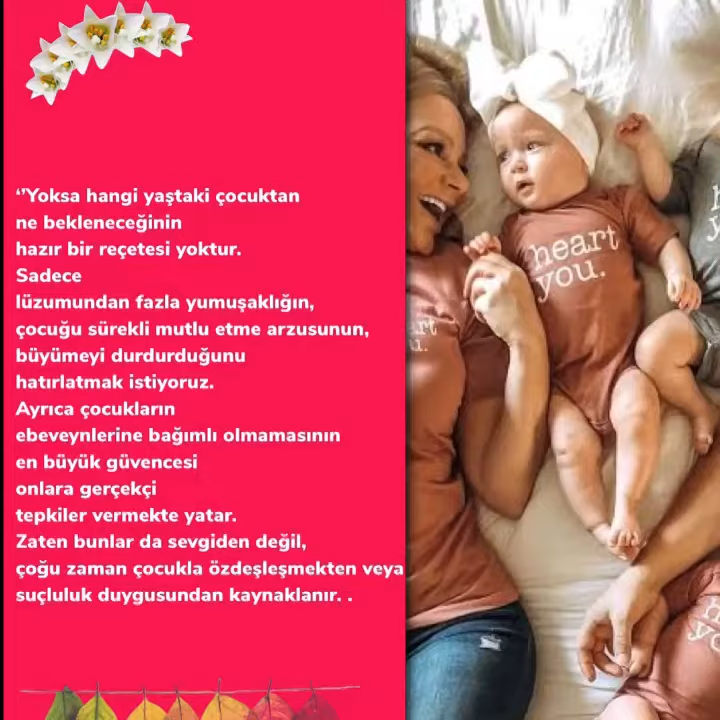 ‘’Yoksa hangi yaştaki çocuktan
ne bekleneceğinin
hazır bir reçetesi yoktur.
Sadece
lüzumundan fazla yumuşaklığın,
çocuğu sürekli mutlu etme arzusunun,
büyümeyi durdurduğunu
hatırlatmak istiyoruz.
Ayrıca çocukların
ebeveynlerine bağımlı olmamasının
en büyük güvencesi
onlara gerçekçi
tepkiler vermekte yatar.
Zaten bunlar da sevgiden değil,
çoğu zaman çocukla özdeşleşmekten veya
suçluluk duygusundan kaynaklanır. .
heart
you.